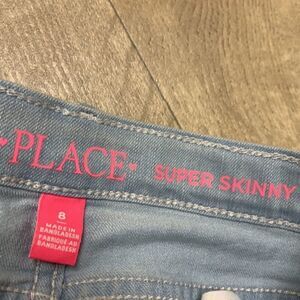 PLACE SUPER SKINNY
8
MADE IN
BANGLADESH
FABRIQUÉ AU
BANGLADESH